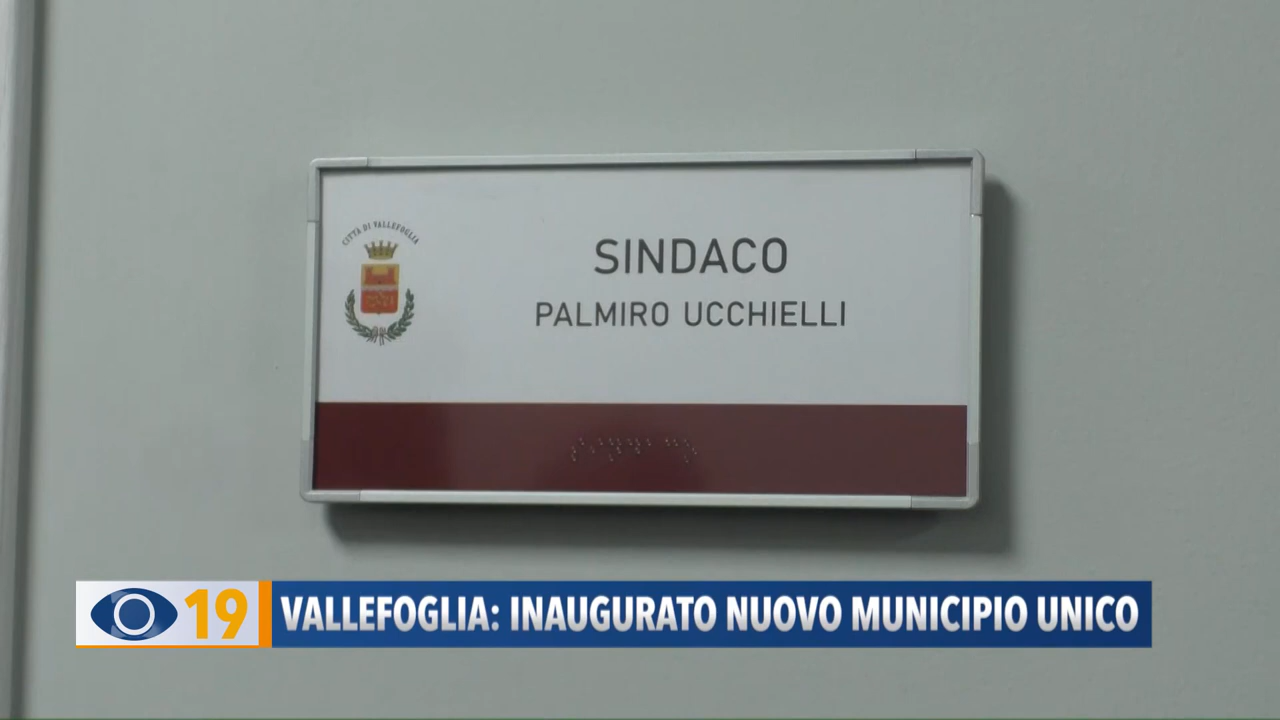 CITTÀ DI VALLEFOGLIA
SINDACO
PALMIRO UCCHIELLI
19 VALLEFOGLIA: INAUGURATO NUOVO MUNICIPIO UNICO